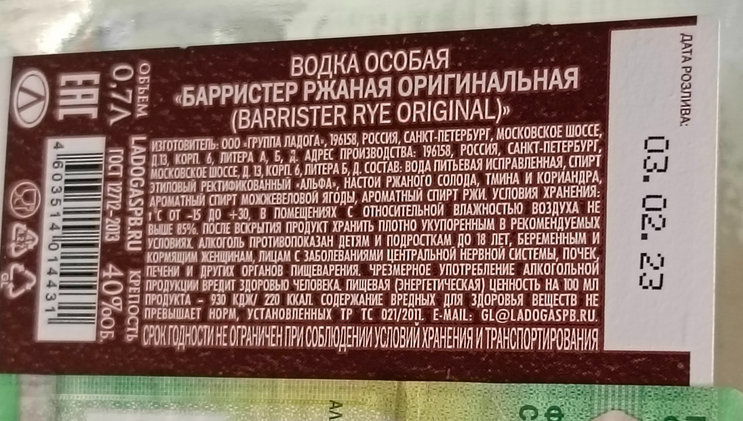 ВОДКА ОСОБАЯ
«БАРРИСТЕР РЖАНАЯ ОРИГИНАЛЬНАЯ
(BARRISTER RYE ORIGINAL)»
ИЗГОТОВИТЕЛЬ: ООО «ГРУППА ЛАДОГА», 196158, РОССИЯ, САНКТ-ПЕТЕРБУРГ, МОСКОВСКОЕ ШОССЕ,
Д.13, КОРП. 6, ЛИТЕРА А, Б, Д. АДРЕС ПРОИЗВОДСТВА: 196158, РОССИЯ, САНКТ-ПЕТЕРБУРГ,
МОСКОВСКОЕ ШОССЕ, Д. 13, КОРП. 6, ЛИТЕРА Б, Д. СОСТАВ: ВОДА ПИТЬЕВАЯ ИСПРАВЛЕННАЯ, СПИРТ
ЭТИЛОВЫЙ РЕКТИФИКОВАННЫЙ «АЛЬФА», НАСТОИ РЖАНОГО СОЛОДА, ТМИНА И КОРИАНДРА,
АРОМАТНЫЙ СПИРТ МОЖЖЕВЕЛОВОЙ ЯГОДЫ, АРОМАТНЫЙ СПИРТ РЖИ. УСЛОВИЯ ХРАНЕНИЯ:
t°С ОТ -15 ДО +30, В ПОМЕЩЕНИЯХ С ОТНОСИТЕЛЬНОЙ ВЛАЖНОСТЬЮ ВОЗДУХА НЕ
ВЫШЕ 85%. ПОСЛЕ ВСКРЫТИЯ ПРОДУКТ ХРАНИТЬ ПЛОТНО УКУПОРЕННЫМ В РЕКОМЕНДУЕМЫХ
УСЛОВИЯХ. АЛКОГОЛЬ ПРОТИВОПОКАЗАН ДЕТЯМ И ПОДРОСТКАМ ДО 18 ЛЕТ, БЕРЕМЕННЫМ И
КОРМЯЩИМ ЖЕНЩИНАМ, ЛИЦАМ С ЗАБОЛЕВАНИЯМИ ЦЕНТРАЛЬНОЙ НЕРВНОЙ СИСТЕМЫ, ПОЧЕК,
ПЕЧЕНИ И ДРУГИХ ОРГАНОВ ПИЩЕВАРЕНИЯ. ЧРЕЗМЕРНОЕ УПОТРЕБЛЕНИЕ АЛКОГОЛЬНОЙ
ПРОДУКЦИИ ВРЕДИТ ЗДОРОВЬЮ ЧЕЛОВЕКА. ПИЩЕВАЯ (ЭНЕРГЕТИЧЕСКАЯ) ЦЕННОСТЬ НА 100 МЛ
ПРОДУКТА – 930 КДЖ/ 220 ККАЛ. СОДЕРЖАНИЕ ВРЕДНЫХ ДЛЯ ЗДОРОВЬЯ ВЕЩЕСТВ НЕ
ПРЕВЫШАЕТ НОРМ, УСТАНОВЛЕННЫХ ТР ТС 021/2011. E-MAIL: GL@LADOGASPB.RU.
СРОК ГОДНОСТИ НЕ ОГРАНИЧЕН ПРИ СОБЛЮДЕНИИ УСЛОВИЙ ХРАНЕНИЯ И ТРАНСПОРТИРОВАНИЯ
ОБЪЕМ
0,7Л
LADOGASPB.RU
ГОСТ 12712-2013
КРЕПОСТЬ
40%ОБ.
ЕАС
4603514014431
GL
ДАТА РОЗЛИВА:
03. 02. 23